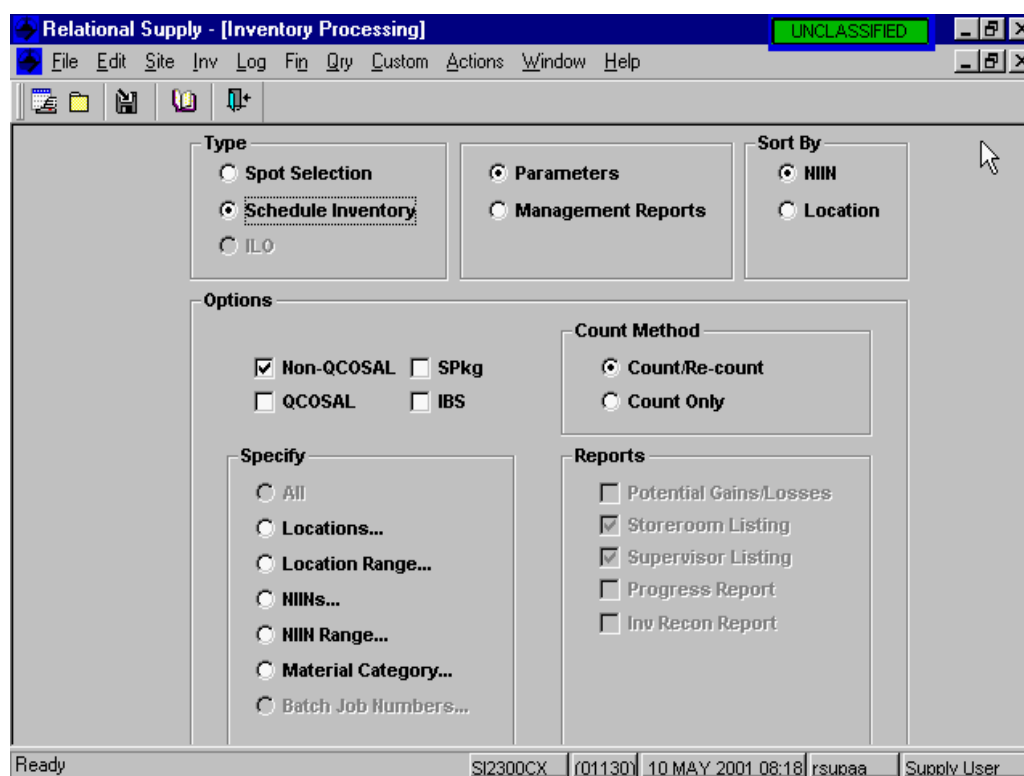 Relational Supply - [Inventory Processing]
UNCLASSIFIED
File Edit Site Inv Log Fin Qry Custom Actions Window Help
Type
Spot Selection
Schedule Inventory
ILO
Parameters
Management Reports
Sort By
NIIN
Location
Options
Non-QCOSAL
SPkg
QCOSAL
IBS
Count Method
Count/Re-count
Count Only
Specify
All
Locations...
Location Range...
NIINs...
NIIN Range...
Material Category...
Batch Job Numbers...
Reports
Potential Gains/Losses
Storeroom Listing
Supervisor Listing
Progress Report
Inv Recon Report
Ready
SI2300CX (01130) 10 MAY 2001 08:18 rsupaa Supply User